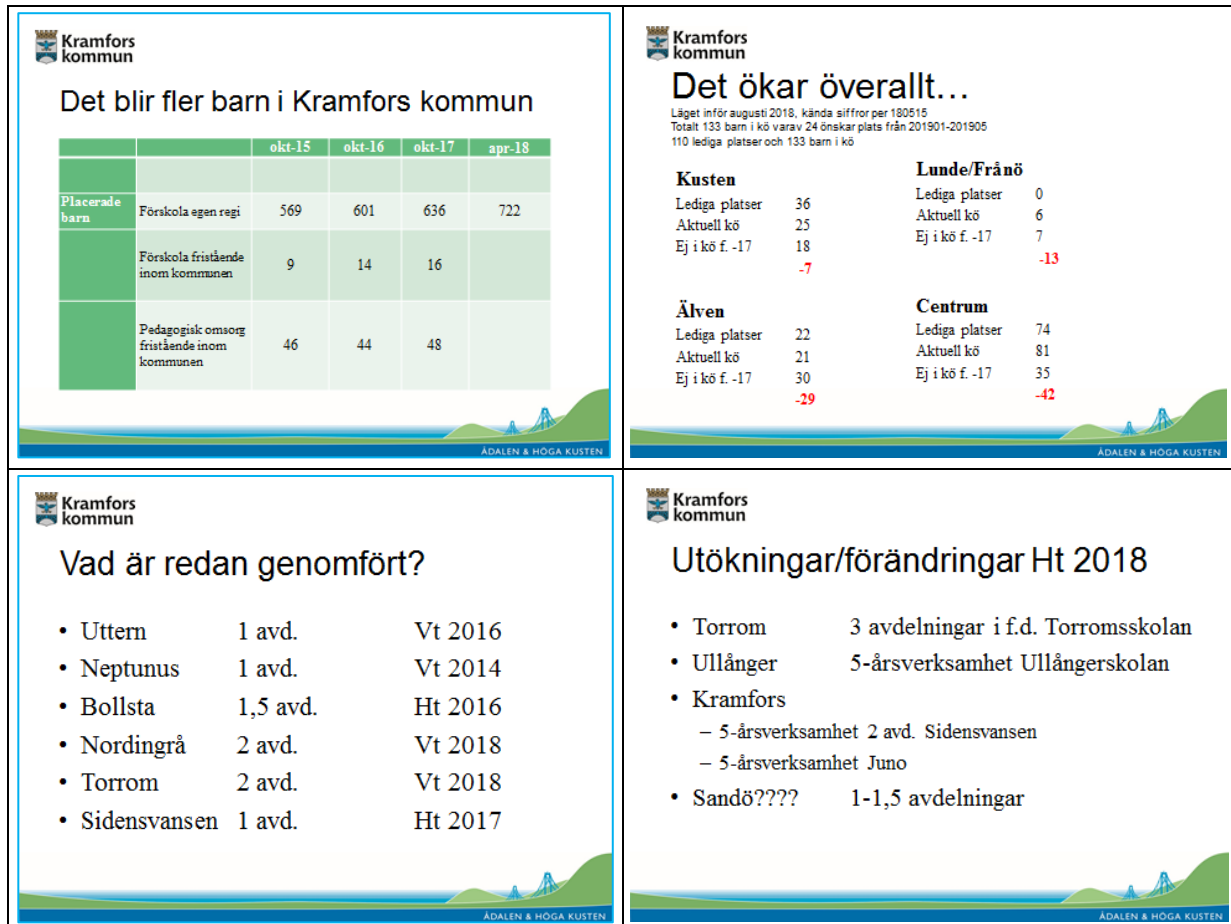 Kramfors
kommun
Det blir fler barn i Kramfors kommun
okt-15 okt-16 okt-17 apr-18
Placerade
barn
Förskola egen regi 569 601 636 722
Förskola fristående
inom kommunen
9 14 16
Pedagogisk omsorg
fristående inom
kommunen
46 44 48
ÅDALEN & HÖGA KUSTEN
Kramfors
kommun
Det ökar överallt…
Läget inför augusti 2018, kända siffror per 180515
Totalt 133 barn i kö varav 24 önskar plats från 201901-201905
110 lediga platser och 133 barn i kö
Kusten
Lediga platser 36
Aktuell kö 25
Ej i kö f. -17 18
-7
Lunde/Frånö
Lediga platser 0
Aktuell kö 6
Ej i kö f. -17 7
-13
Älven
Lediga platser 22
Aktuell kö 21
Ej i kö f. -17 30
-29
Centrum
Lediga platser 74
Aktuell kö 81
Ej i kö f. -17 35
-42
ÅDALEN & HÖGA KUSTEN
Kramfors
kommun
Vad är redan genomfört?
• Uttern 1 avd. Vt 2016
• Neptunus 1 avd. Vt 2014
• Bollsta 1,5 avd. Ht 2016
• Nordingrå 2 avd. Vt 2018
• Torrom 2 avd. Vt 2018
• Sidensvansen 1 avd. Ht 2017
ÅDALEN & HÖGA KUSTEN
Kramfors
kommun
Utökningar/förändringar Ht 2018
• Torrom 3 avdelningar i f.d. Torromsskolan
• Ullånger 5-årsverksamhet Ullångerskolan
• Kramfors
– 5-årsverksamhet 2 avd. Sidensvansen
– 5-årsverksamhet Juno
• Sandö???? 1-1,5 avdelningar
ÅDALEN & HÖGA KUSTEN